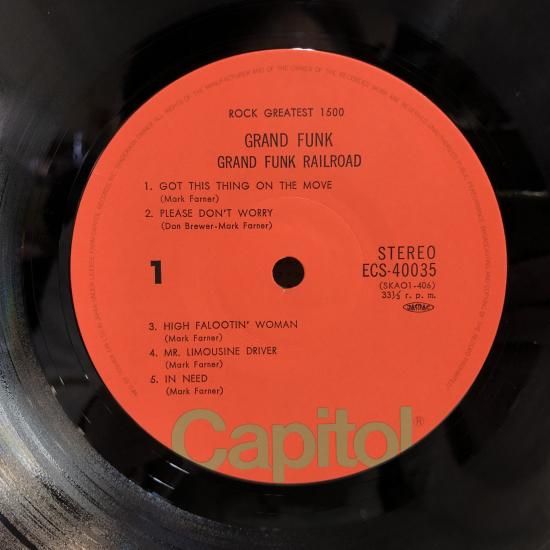 ROCK GREATEST 1500
GRAND FUNK
GRAND FUNK RAILROAD
1. GOT THIS THING ON THE MOVE
(Mark Farner)
2. PLEASE DON'T WORRY
(Don Brewer-Mark Farner)
1
STEREO
ECS-40035
(SKAO1-406)
33⅓ r. p. m.
JASRAC
3. HIGH FALOOTIN' WOMAN
(Mark Farner)
4. MR. LIMOUSINE DRIVER
(Mark Farner)
5. IN NEED
(Mark Farner)
Capitol®